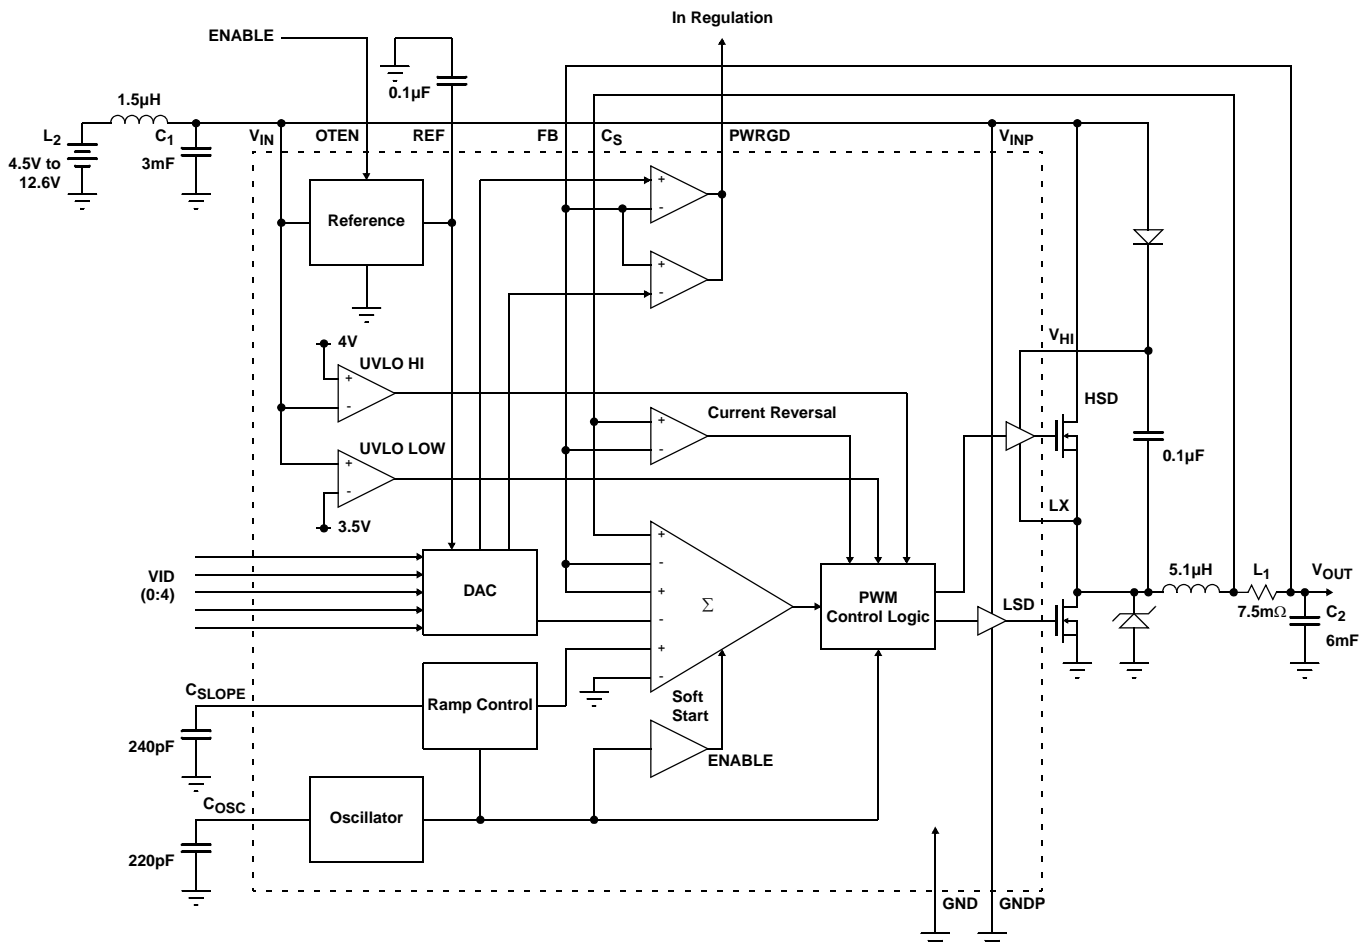 In Regulation
ENABLE
0.1µF
1.5µH
L2
C1
VIN
OTEN
REF
FB
CS
PWRGD
VINP
4.5V to
12.6V
3mF
+
-
Reference
+
-
4V
UVLO HI
+
-
VHI
HSD
Current Reversal
+
-
UVLO LOW
+
-
0.1µF
3.5V
LX
VID
(0:4)
DAC
+
-
+
-
+
-
Σ
PWM
Control Logic
LSD
5.1µH
L1
VOUT
7.5mΩ
C2
6mF
CSLOPE
Ramp Control
Soft
Start
240pF
ENABLE
COSC
Oscillator
220pF
GND
GNDP